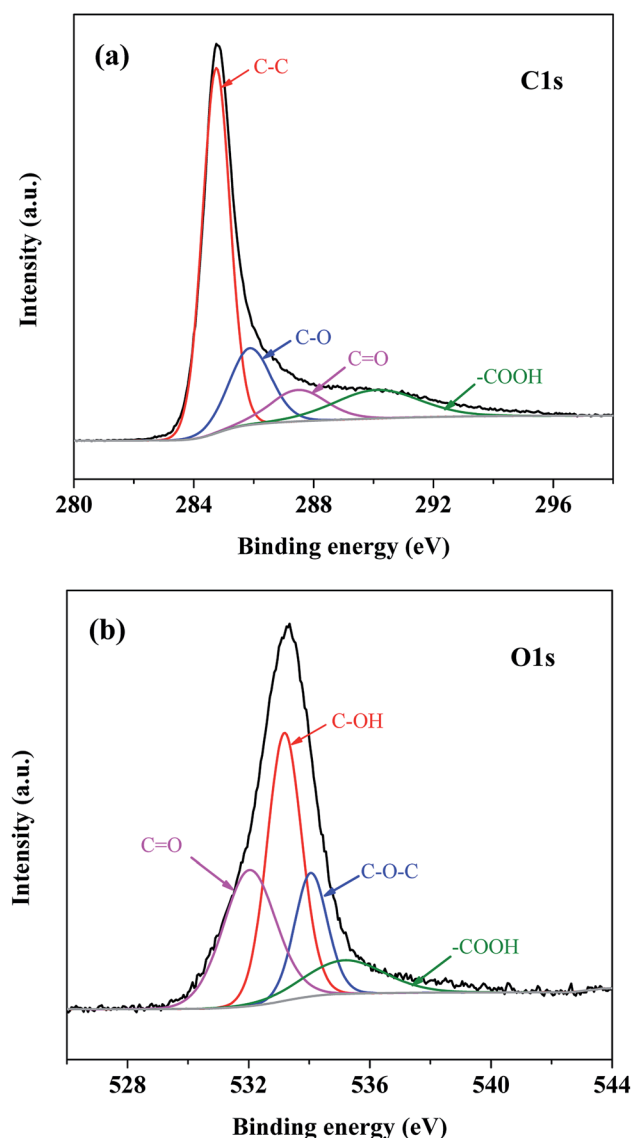 (a)
C1s
C-C
C-O
C=O
-COOH
Intensity (a.u.)
280 284 288 292 296
Binding energy (eV)
(b)
O1s
C-OH
C=O
C-O-C
-COOH
Intensity (a.u.)
528 532 536 540 544
Binding energy (eV)